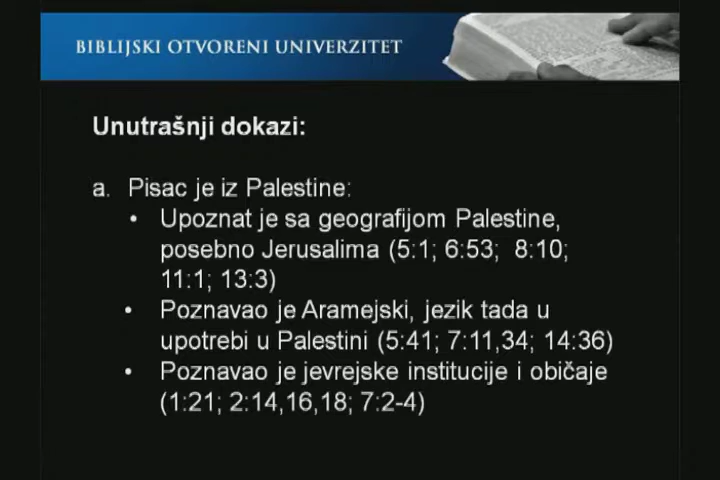 BIBLIJSKI OTVORENI UNIVERZITET
Unutrašnji dokazi:
a. Pisac je iz Palestine:
• Upoznat je sa geografijom Palestine,
posebno Jerusalima (5:1; 6:53; 8:10;
11:1; 13:3)
• Poznavao je Aramejski, jezik tada u
upotrebi u Palestini (5:41; 7:11,34; 14:36)
• Poznavao je jevrejske institucije i običaje
(1:21; 2:14,16,18; 7:2-4)